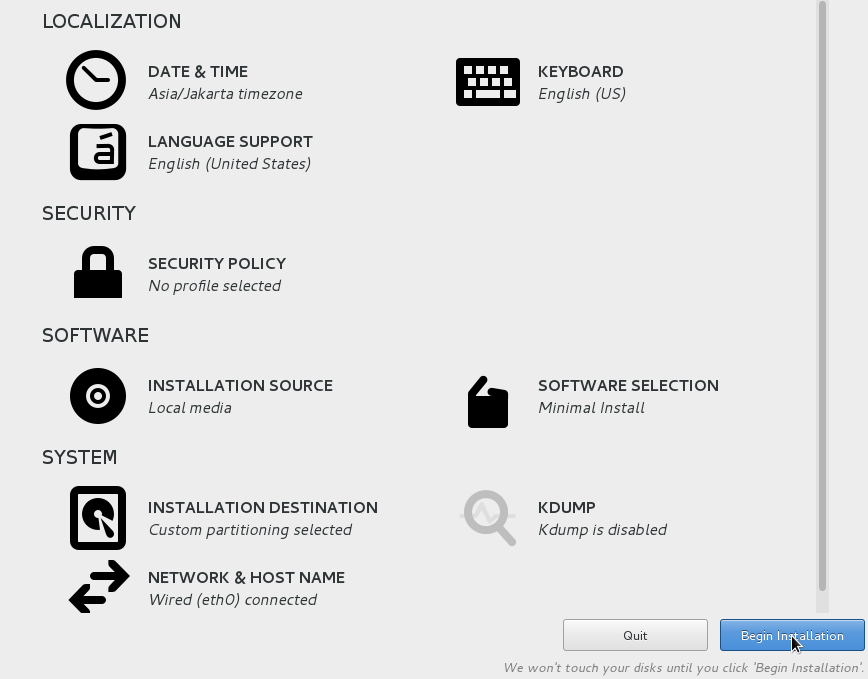 LOCALIZATION
DATE & TIME
Asia/Jakarta timezone
KEYBOARD
English (US)
LANGUAGE SUPPORT
English (United States)
SECURITY
SECURITY POLICY
No profile selected
SOFTWARE
INSTALLATION SOURCE
Local media
SOFTWARE SELECTION
Minimal Install
SYSTEM
INSTALLATION DESTINATION
Custom partitioning selected
KDUMP
Kdump is disabled
NETWORK & HOST NAME
Wired (eth0) connected
Quit
Begin Installation
We won't touch your disks until you click 'Begin Installation'.